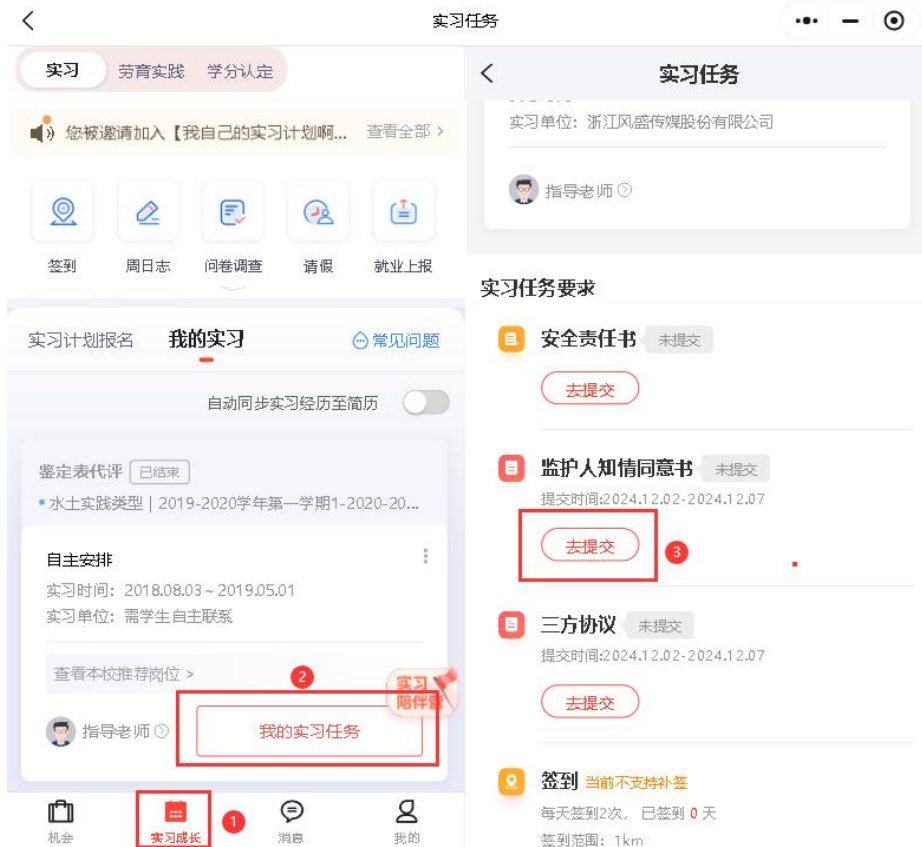 实习任务
实习
劳育实践
学分认定
您被邀请加入【我自己的实习计划啊...
查看全部 >
签到
周日志
问卷调查
请假
就业上报
实习计划报名
我的实习
常见问题
自动同步实习经历至简历
鉴定表代评 已结束
水土实践类型 | 2019-2020学年第一学期1-2020-20...
自主安排
实习时间：2018.08.03~2019.05.01
实习单位：需学生自主联系
查看本校推荐岗位 >
2
实习
陪伴营
指导老师
我的实习任务
机会
实习成长
1
消息
我的
实习任务
实习单位：浙江风盛传媒股份有限公司
指导老师
实习任务要求
安全责任书 未提交
去提交
监护人知情同意书 未提交
提交时间:2024.12.02-2024.12.07
去提交
3
三方协议 未提交
提交时间:2024.12.02-2024.12.07
去提交
签到 当前不支持补签
每天签到2次，已签到 0 天
签到范围：1km